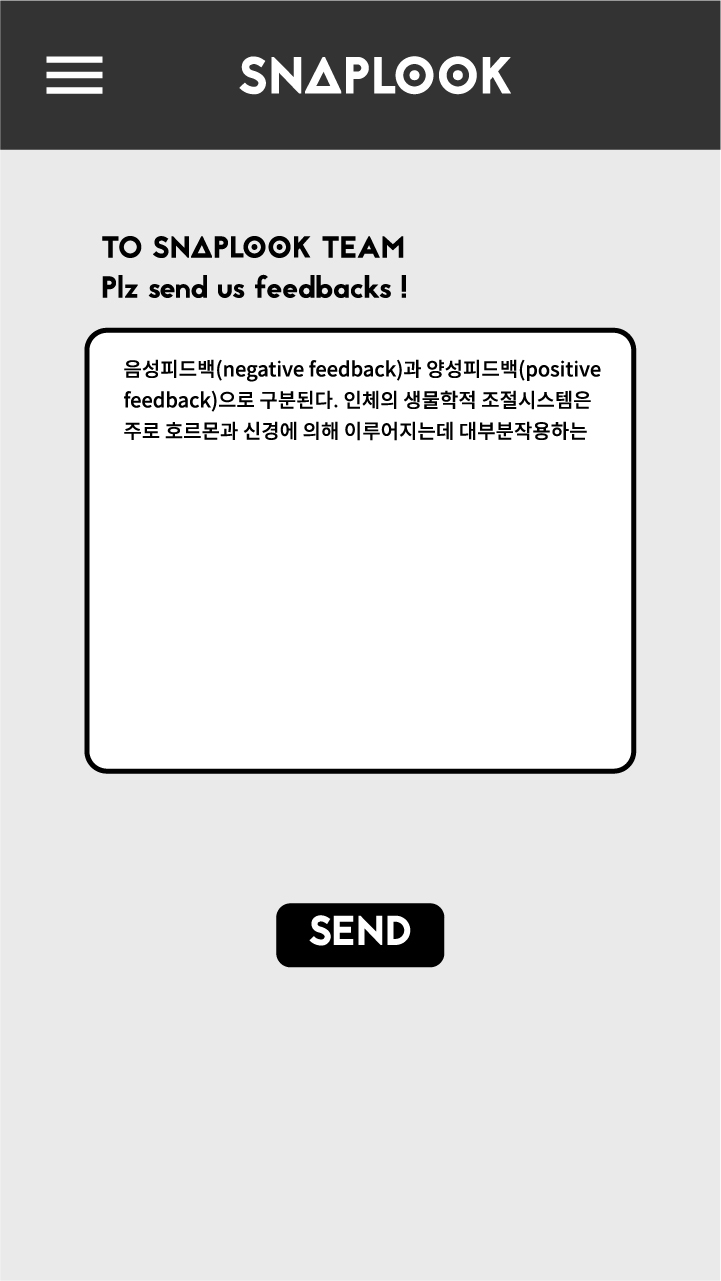 SNAPLOOK
TO SNAPLOOK TEAM
Plz send us feedbacks !
음성피드백(negative feedback)과 양성피드백(positive
feedback)으로 구분된다. 인체의 생물학적 조절시스템은
주로 호르몬과 신경에 의해 이루어지는데 대부분작용하는
SEND